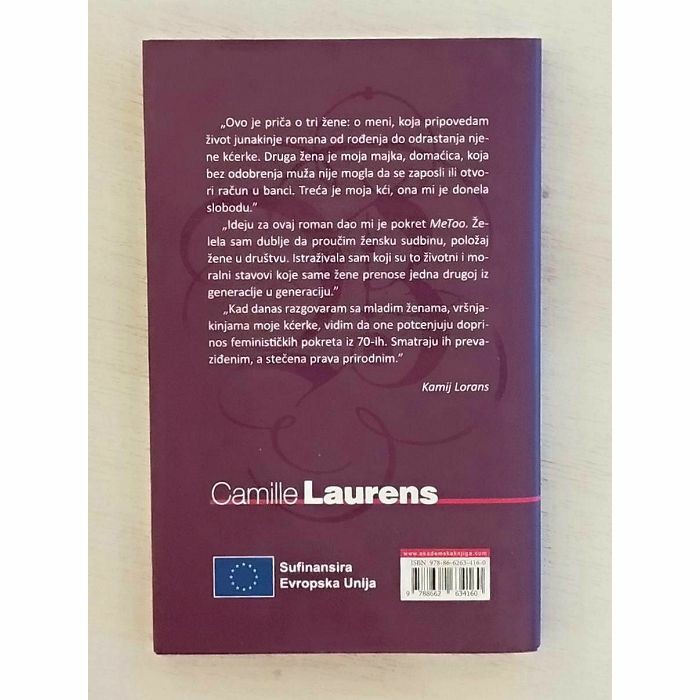 „Ovo je priča o tri žene: o meni, koja pripovedam
život junakinje romana od rođenja do odrastanja nje-
ne kćerke. Druga žena je moja majka, domaćica, koja
bez odobrenja muža nije mogla da se zaposli ili otvo-
ri račun u banci. Treća je moja kći, ona mi je donela
slobodu.”
„Ideju za ovaj roman dao mi je pokret MeToo. Že-
lela sam dublje da proučim žensku sudbinu, položaj
žene u društvu. Istraživala sam koji su to životni i mo-
ralni stavovi koje same žene prenose jedna drugoj iz
generacije u generaciju.”
„Kad danas razgovaram sa mladim ženama, vršnja-
kinjama moje kćerke, vidim da one potcenjuju dopri-
nos feminističkih pokreta iz 70-ih. Smatraju ih preva-
ziđenim, a stečena prava prirodnim.”
Kamij Lorans
Camille Laurens
Sufinansira
Evropska Unija
www.akademskaknjiga.com
ISBN 978-86-6263-416-0
9 788662 634160